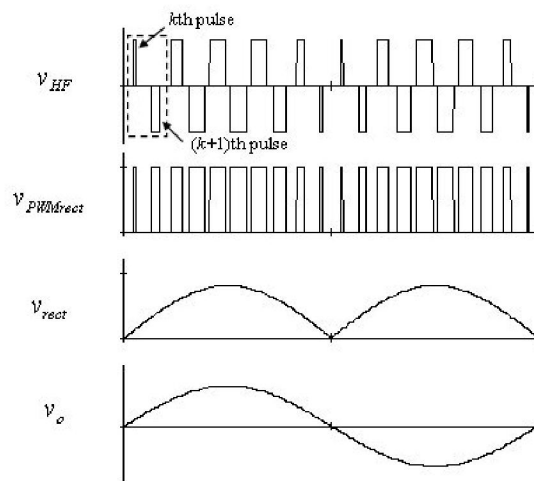 kth pulse
v_HF
(k+1)th pulse
v_PWMrect
v_rect
v_o